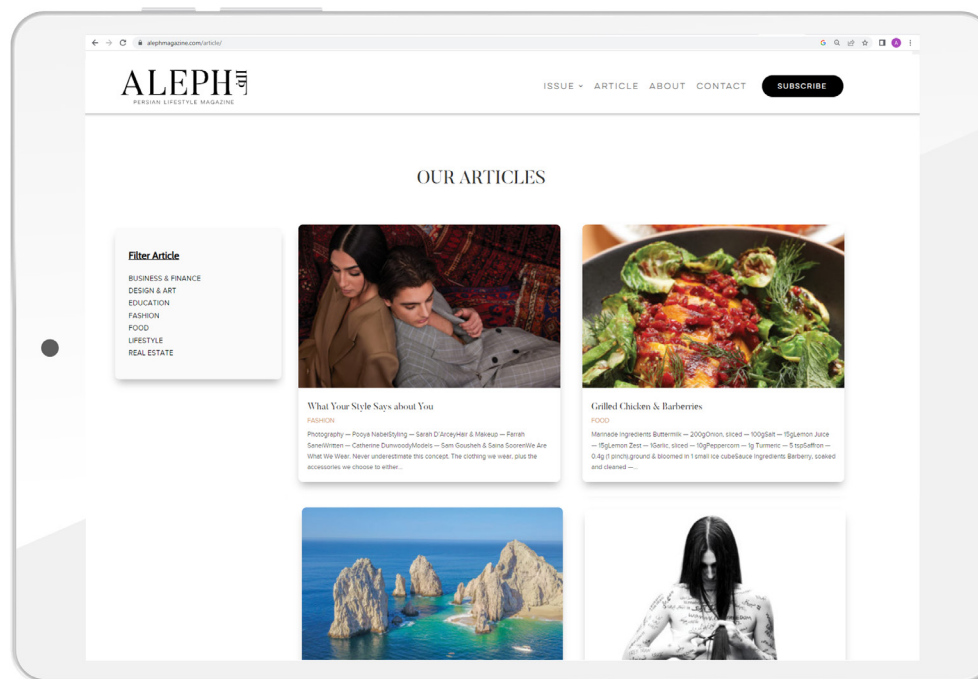 alephmagazine.com/article/
ALEPH
PERSIAN LIFESTYLE MAGAZINE
ISSUE ARTICLE ABOUT CONTACT SUBSCRIBE
OUR ARTICLES
Filter Article
BUSINESS & FINANCE
DESIGN & ART
EDUCATION
FASHION
FOOD
LIFESTYLE
REAL ESTATE
What Your Style Says about You
FASHION
Photography — Pooya NabeiStyling — Sarah D'ArceyHair & Makeup — Farrah
SaneiWritten — Catherine DunwoodyModels — Sam Gousheh & Saina SoorenWe Are
What We Wear. Never underestimate this concept. The clothing we wear, plus the
accessories we choose to either...
Grilled Chicken & Barberries
FOOD
Marinade Ingredients Buttermilk — 200gOnion, sliced — 100gSalt — 15gLemon Juice
— 15gLemon Zest — 1Garlic, sliced — 10gPeppercorn — 1g Turmeric — 5 tspSaffron —
0.4g (1 pinch),ground & bloomed in 1 small ice cubeSauce Ingredients Barberry, soaked
and cleaned —...